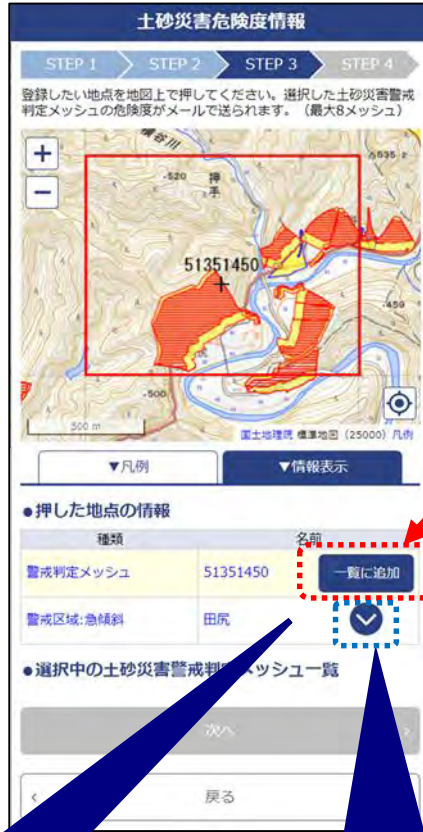 土砂災害危険度情報
STEP 1 STEP 2 STEP 3 STEP 4
登録したい地点を地図上で押してください。選択した土砂災害警戒
判定メッシュの危険度がメールで送られます。（最大8メッシュ）
+
−
横谷川
535
520
押手
51351450
459
500
500 m
国土地理院 標準地図（25000）凡例
▼凡例 ▼情報表示
●押した地点の情報
種類 名前
警戒判定メッシュ 51351450 一覧に追加
警戒区域:急傾斜 田尻
●選択中の土砂災害警戒判定メッシュ一覧
次へ
戻る